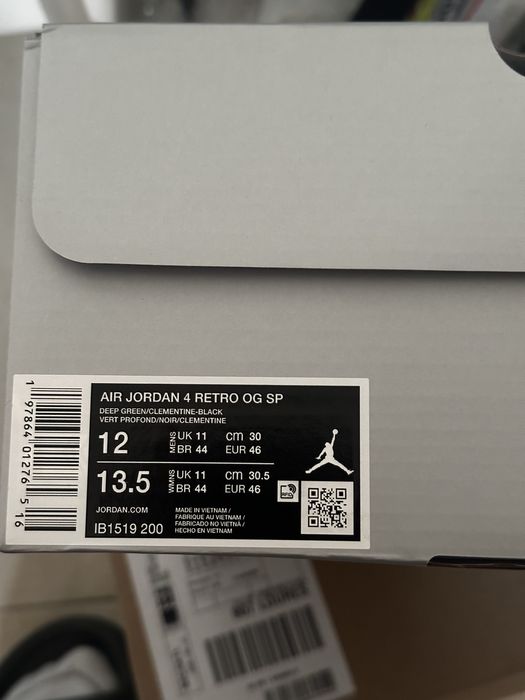 AIR JORDAN 4 RETRO OG SP
DEEP GREEN/CLEMENTINE-BLACK
VERT PROFOND/NOIR/CLEMENTINE
12 MENS UK 11 cm 30
BR 44 EUR 46
13.5 WMNS UK 11 cm 30.5
BR 44 EUR 46
JORDAN.COM
IB1519 200
MADE IN VIETNAM /
FABRIQUE AU VIETNAM /
FABRICADO NO VIETNÃ /
HECHO EN VIETNAM
1 97864 01276 5 16